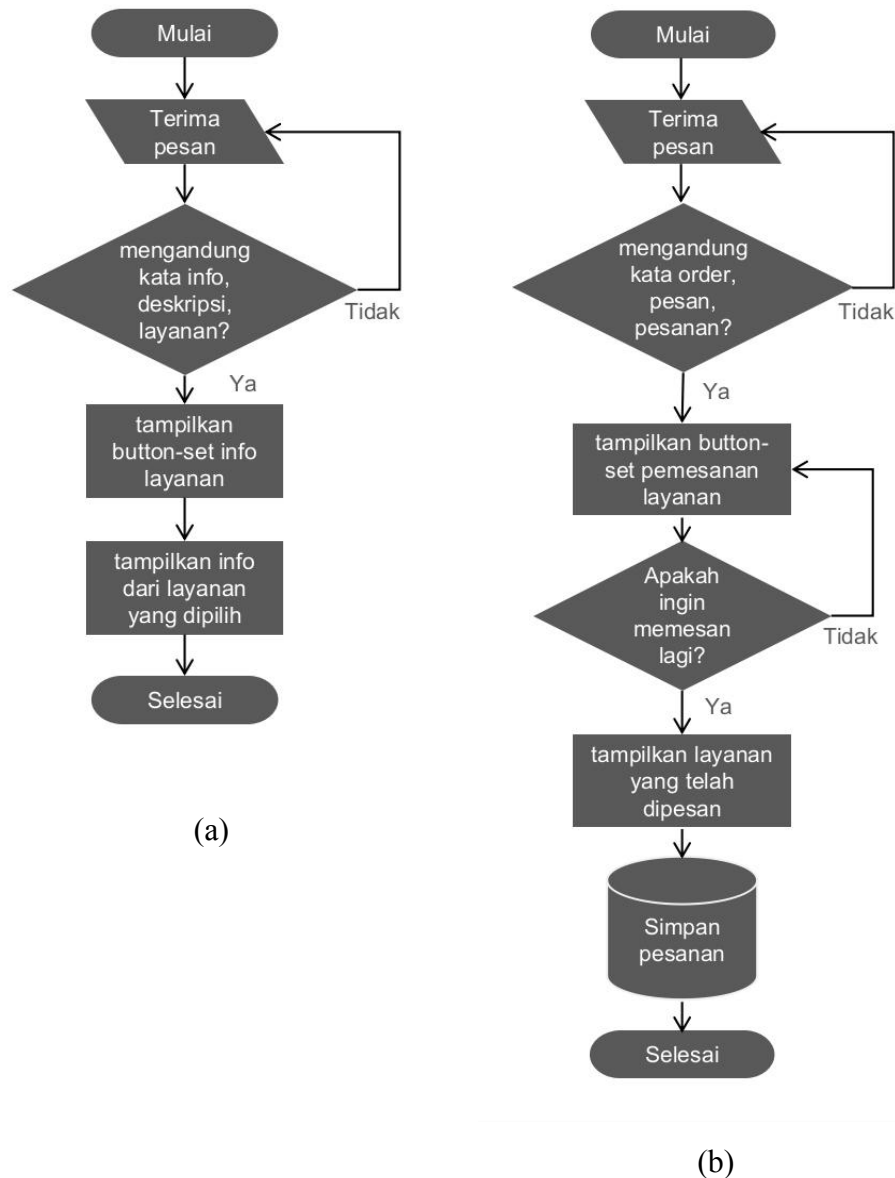 Mulai
Terima
pesan
mengandung
kata info,
deskripsi,
layanan?
Tidak
Ya
tampilkan
button-set info
layanan
tampilkan info
dari layanan
yang dipilih
Selesai
(a)
Mulai
Terima
pesan
mengandung
kata order,
pesan,
pesanan?
Tidak
Ya
tampilkan button-
set pemesanan
layanan
Apakah
ingin
memesan
lagi?
Tidak
Ya
tampilkan layanan
yang telah
dipesan
Simpan
pesanan
Selesai
(b)